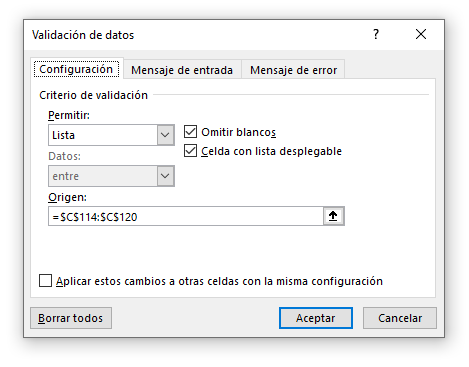 Validación de datos ? ×
Configuración Mensaje de entrada Mensaje de error
Criterio de validación
Permitir:
Lista
Omitir blancos
Celda con lista desplegable
Datos:
entre
Origen:
=$C$114:$C$120
Aplicar estos cambios a otras celdas con la misma configuración
Borrar todos Aceptar Cancelar